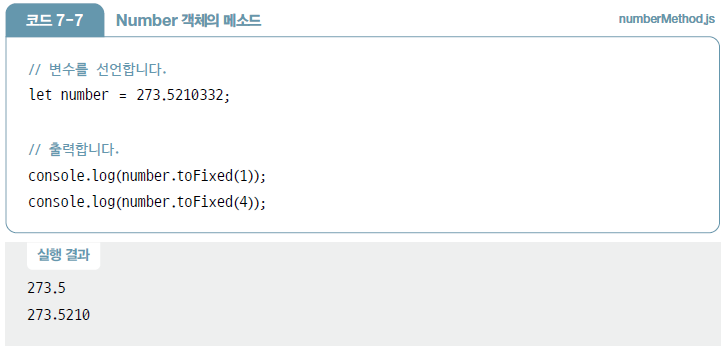 코드 7-7 Number 객체의 메소드 numberMethod.js
// 변수를 선언합니다.
let number = 273.5210332;
// 출력합니다.
console.log(number.toFixed(1));
console.log(number.toFixed(4));
실행 결과
273.5
273.5210